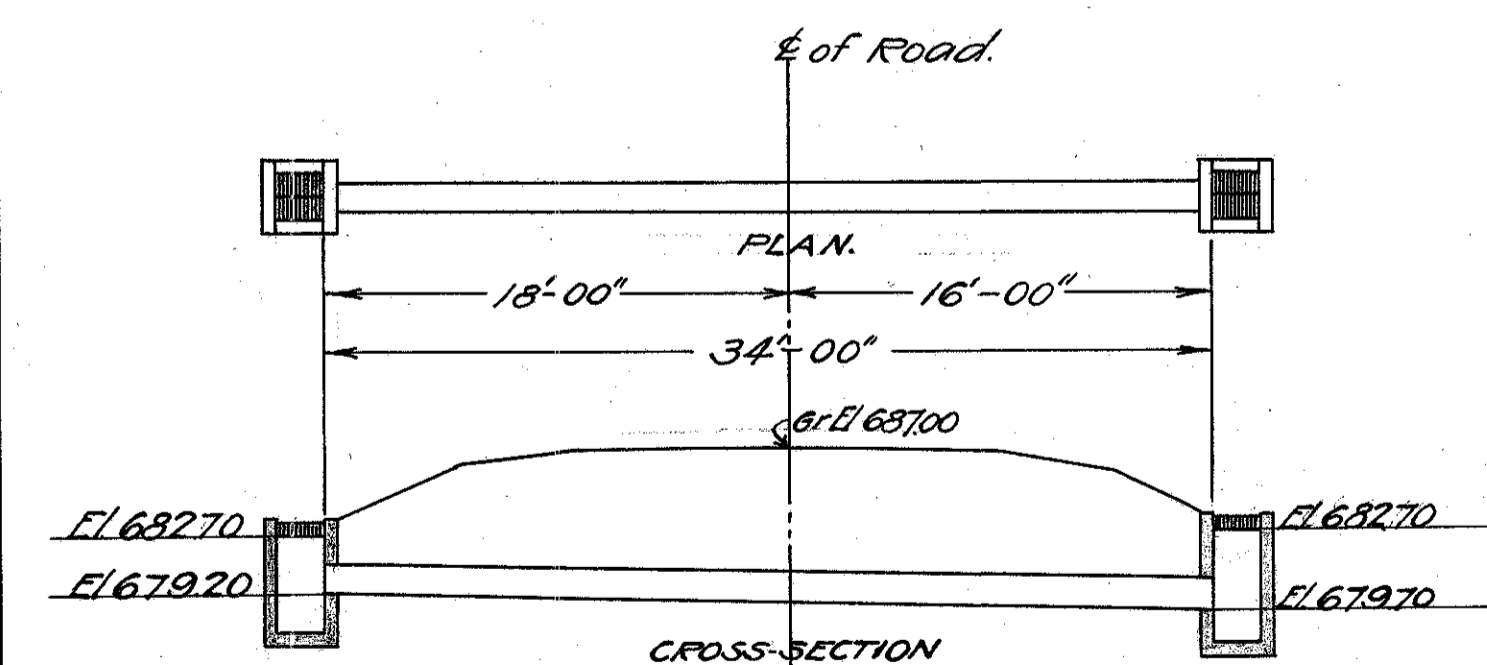 ℄ of Road.
PLAN.
18'-00" 16'-00"
34'-00"
Gr El 687.00
El 682.70 El 682.70
El 679.20 El 679.70
CROSS-SECTION